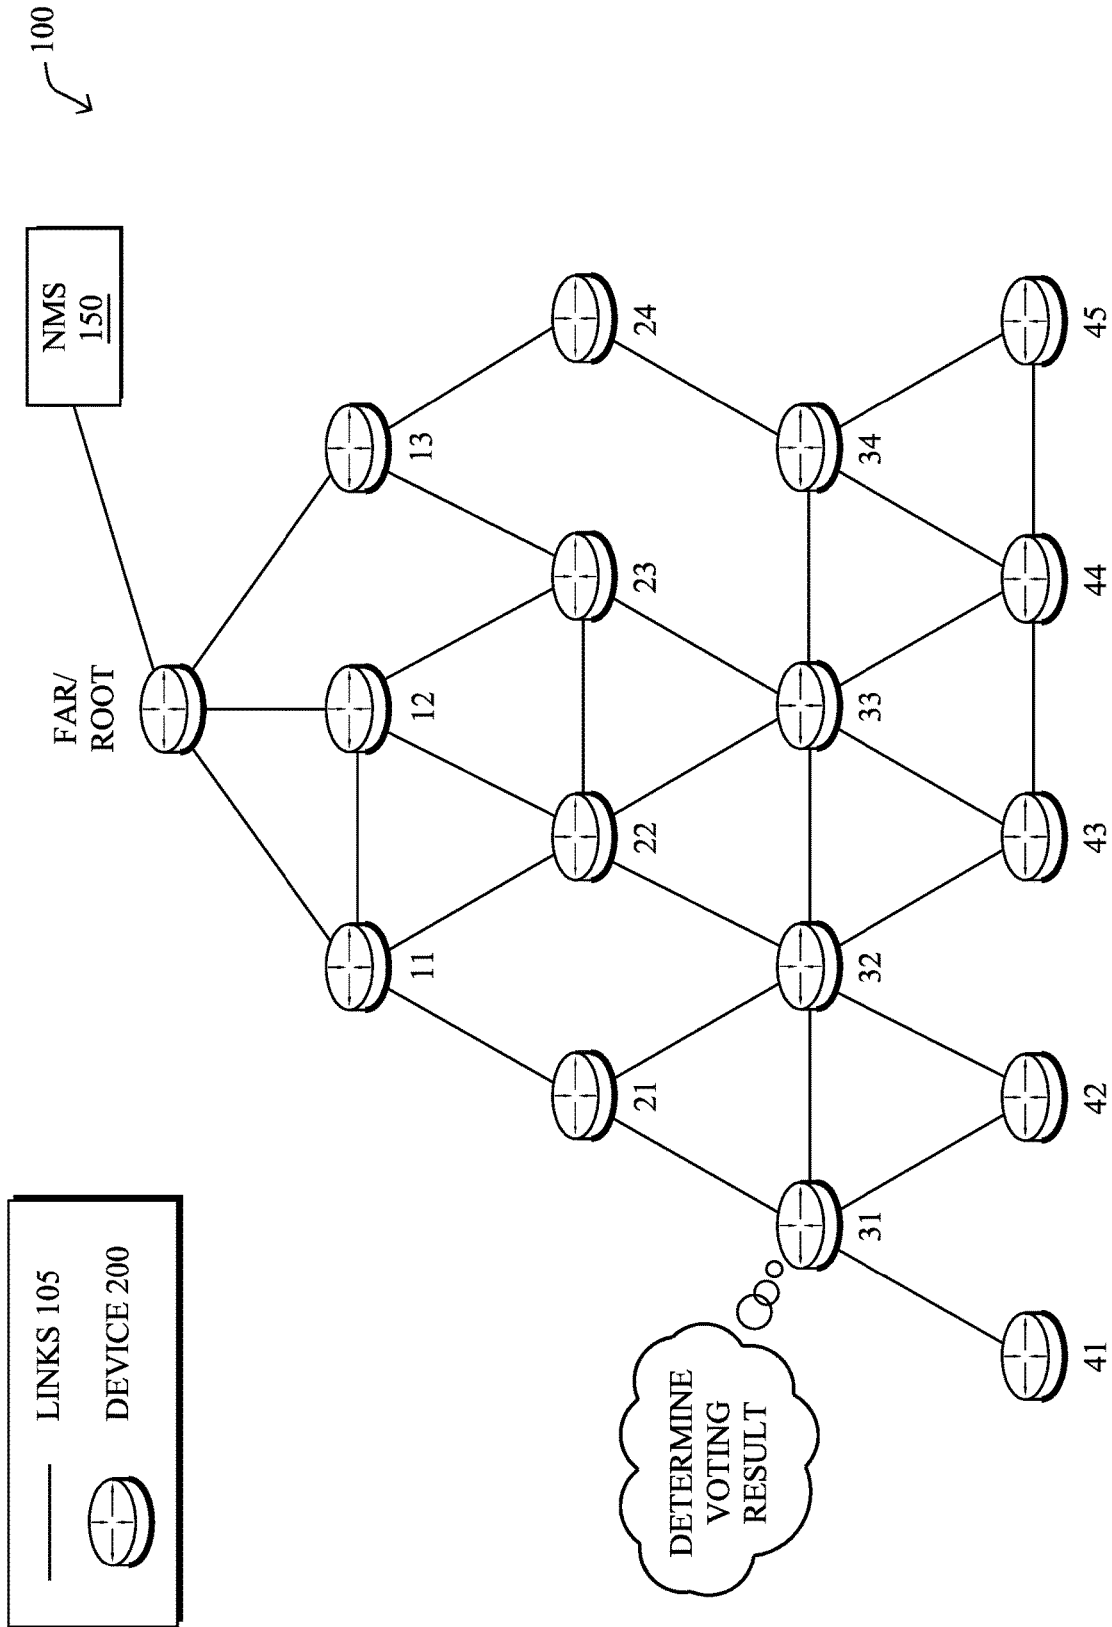 100
LINKS 105
DEVICE 200
NMS
150
FAR/
ROOT
11
12
13
21
22
23
24
DETERMINE
VOTING
RESULT
31
32
33
34
41
42
43
44
45